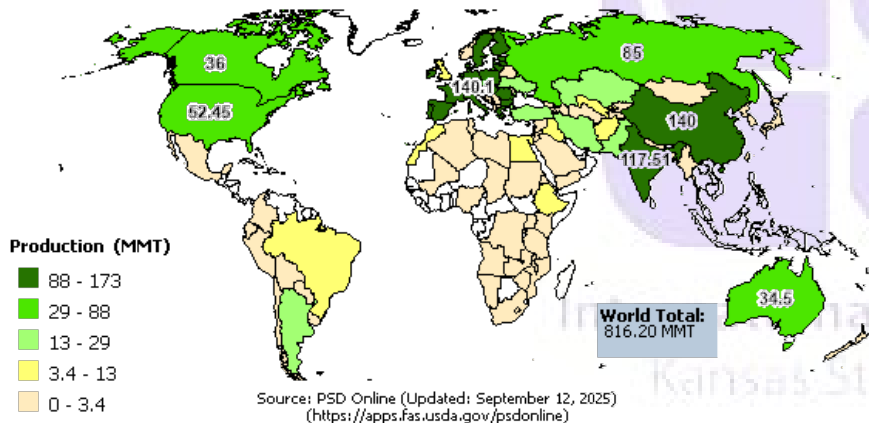 36
85
140.1
52.45
140
117.51
Production (MMT)
88 - 173
29 - 88
13 - 29
3.4 - 13
0 - 3.4
34.5
World Total:
816.20 MMT
Source: PSD Online (Updated: September 12, 2025)
(https://apps.fas.usda.gov/psdonline)